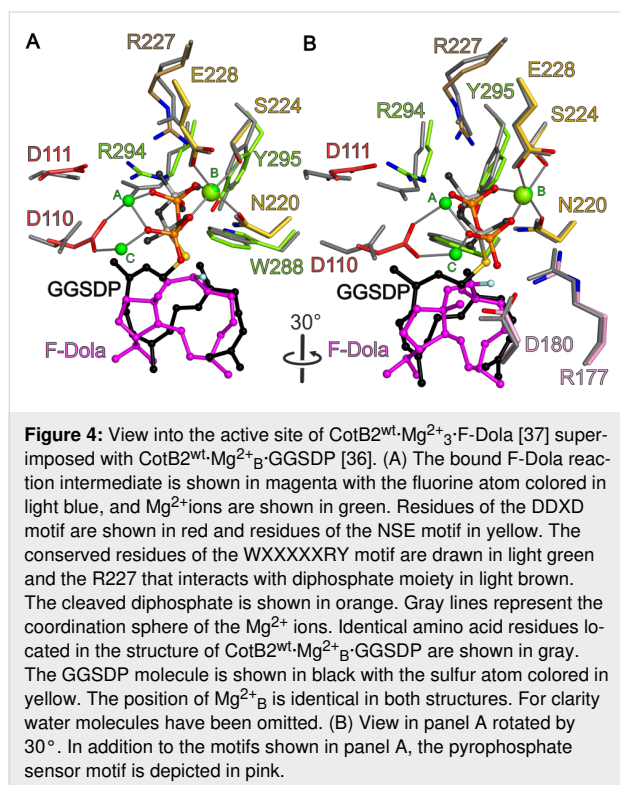 A
B
R227
R227
E228
E228
Y295
S224
S224
R294
R294
D111
D111
Y295
B
B
A
A
N220
N220
D110
D110
C
C
W288
GGSDP
GGSDP
30°
F-Dola
F-Dola
D180
R177
Figure 4: View into the active site of CotB2wt·Mg2+3·F-Dola [37] super-
imposed with CotB2wt·Mg2+B·GGSDP [36]. (A) The bound F-Dola reac-
tion intermediate is shown in magenta with the fluorine atom colored in
light blue, and Mg2+ions are shown in green. Residues of the DDXD
motif are shown in red and residues of the NSE motif in yellow. The
conserved residues of the WXXXXXRY motif are drawn in light green
and the R227 that interacts with diphosphate moiety in light brown.
The cleaved diphosphate is shown in orange. Gray lines represent the
coordination sphere of the Mg2+ ions. Identical amino acid residues lo-
cated in the structure of CotB2wt·Mg2+B·GGSDP are shown in gray.
The GGSDP molecule is shown in black with the sulfur atom colored in
yellow. The position of Mg2+B is identical in both structures. For clarity
water molecules have been omitted. (B) View in panel A rotated by
30°. In addition to the motifs shown in panel A, the pyrophosphate
sensor motif is depicted in pink.